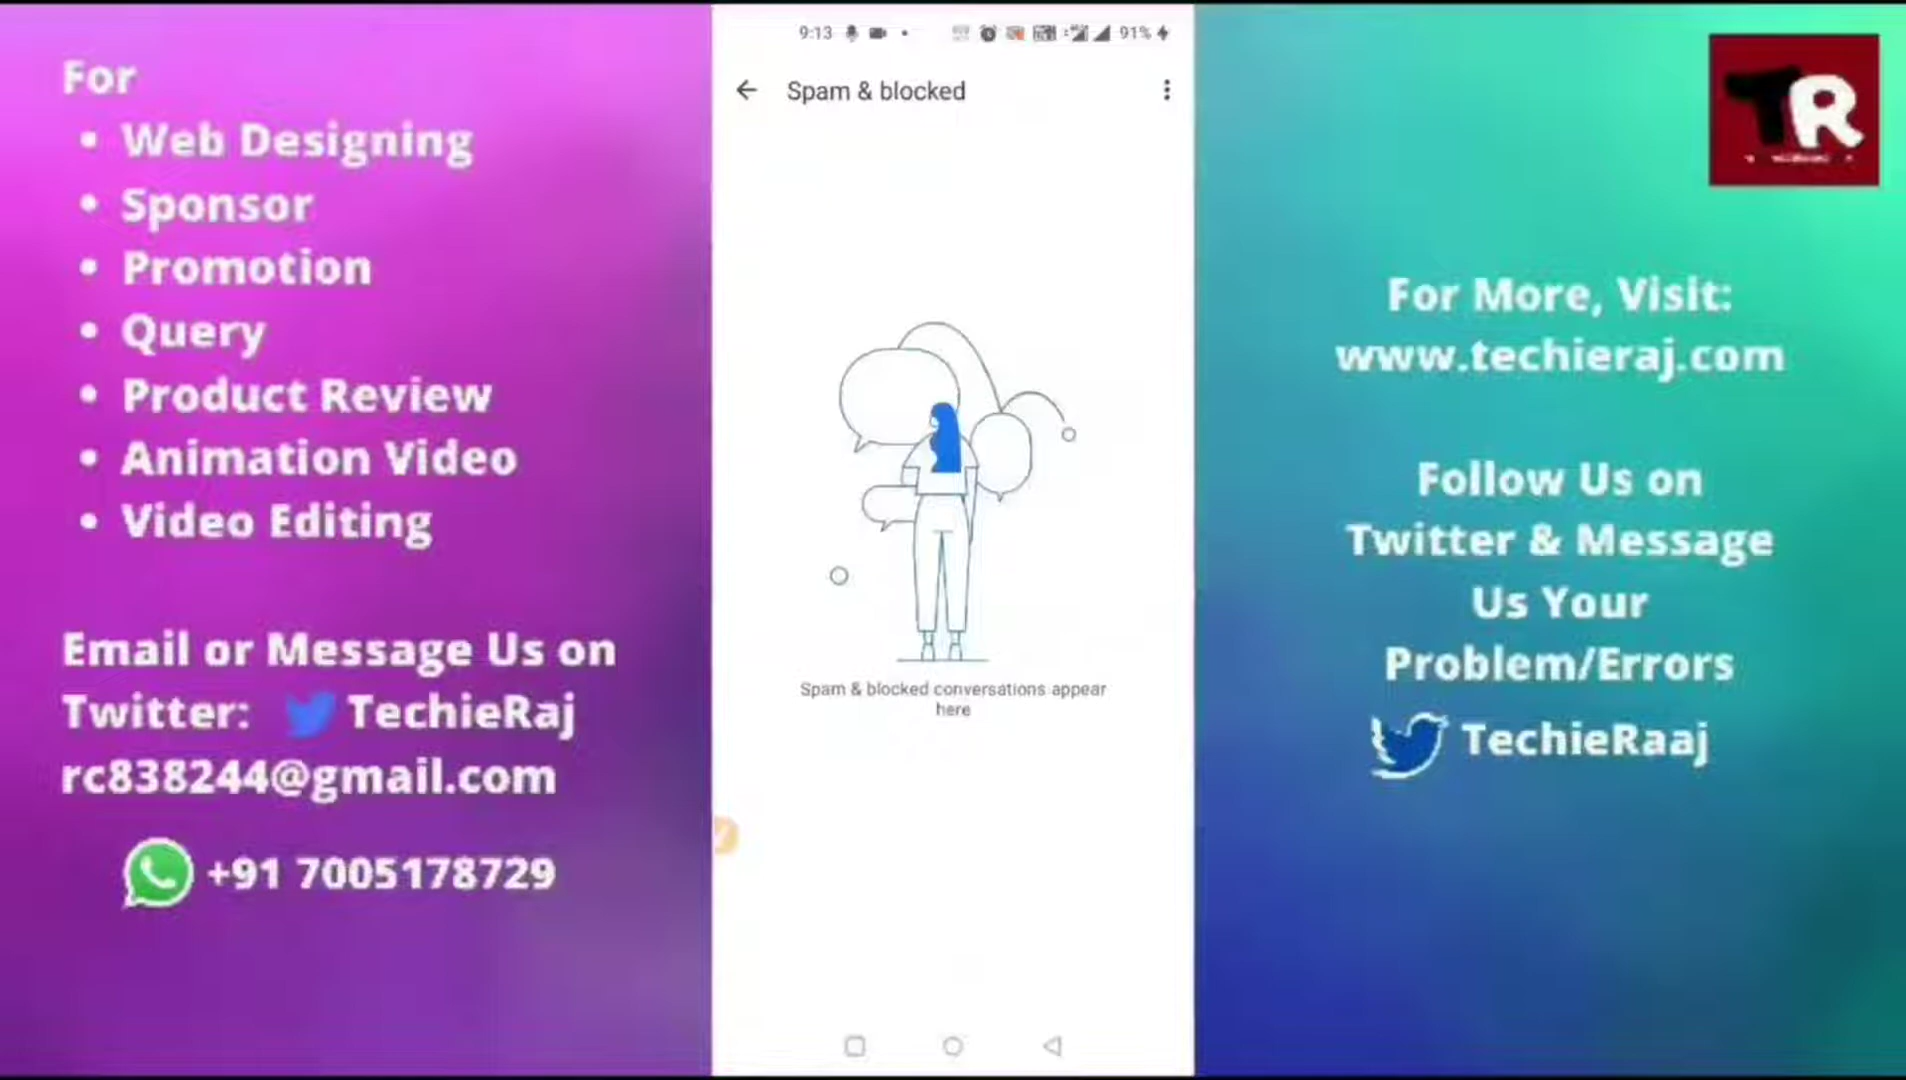 For
• Web Designing
• Sponsor
• Promotion
• Query
• Product Review
• Animation Video
• Video Editing
Email or Message Us on
Twitter: TechieRaj
rc838244@gmail.com
+91 7005178729
9:13
91%
Spam & blocked
Spam & blocked conversations appear
here
TR
For More, Visit:
www.techieraj.com
Follow Us on
Twitter & Message
Us Your
Problem/Errors
TechieRaaj